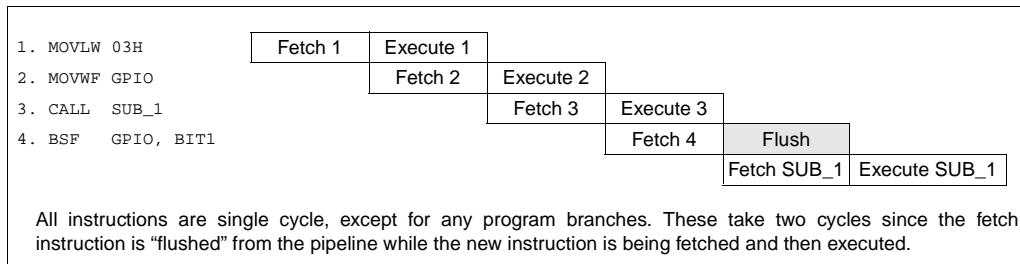 1. MOVLW 03H Fetch 1 Execute 1
2. MOVWF GPIO Fetch 2 Execute 2
3. CALL SUB_1 Fetch 3 Execute 3
4. BSF GPIO, BIT1 Fetch 4 Flush
Fetch SUB_1 Execute SUB_1
All instructions are single cycle, except for any program branches. These take two cycles since the fetch
instruction is “flushed” from the pipeline while the new instruction is being fetched and then executed.